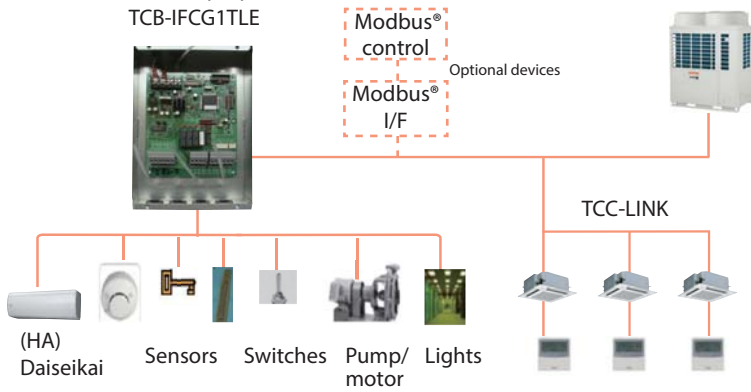 TCB-IFCG1TLE
Modbus®
control
Optional devices
Modbus®
I/F
TCC-LINK
(HA)
Daiseikai
Sensors
Switches
Pump/
motor
Lights